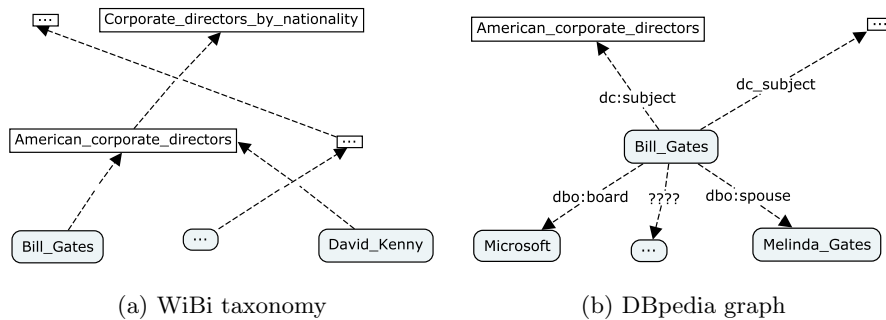 ...
Corporate_directors_by_nationality
American_corporate_directors
...
Bill_Gates
...
David_Kenny
(a) WiBi taxonomy
American_corporate_directors
...
dc:subject
dc_subject
Bill_Gates
dbo:board
????
dbo:spouse
Microsoft
...
Melinda_Gates
(b) DBpedia graph